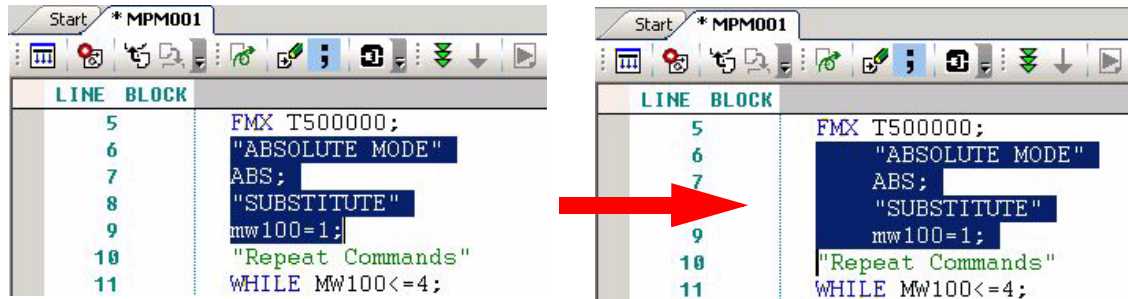 Start * MPM001
LINE BLOCK
5 FMX T500000;
6 "ABSOLUTE MODE"
7 ABS;
8 "SUBSTITUTE"
9 mw100=1;
10 "Repeat Commands"
11 WHILE MW100<=4;
Start * MPM001
LINE BLOCK
5 FMX T500000;
6 "ABSOLUTE MODE"
7 ABS;
"SUBSTITUTE"
9 mw100=1;
10 "Repeat Commands"
11 WHILE MW100<=4;